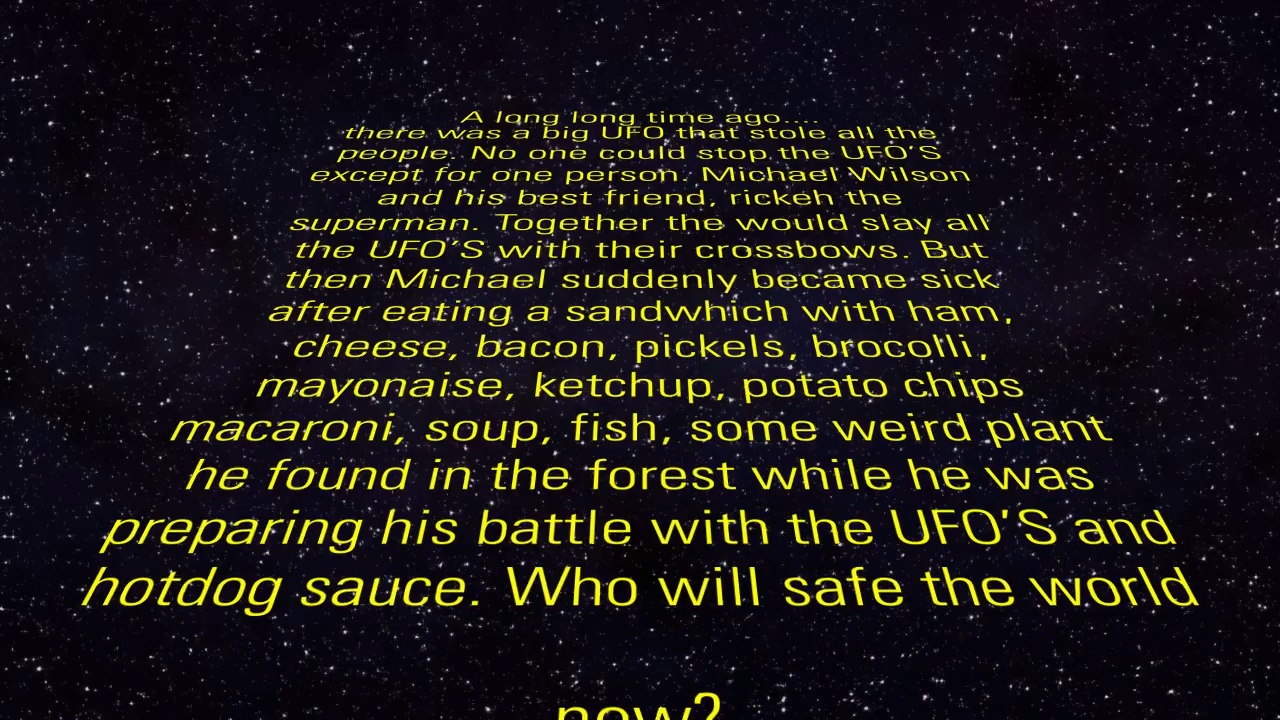 A long long time ago....
there was a big UFO that stole all the
people. No one could stop the UFO'S
except for one person. Michael Wilson
and his best friend, rickeh the
superman. Together the would slay all
the UFO'S with their crossbows. But
then Michael suddenly became sick
after eating a sandwhich with ham,
cheese, bacon, pickels, brocolli,
mayonaise, ketchup, potato chips
macaroni, soup, fish, some weird plant
he found in the forest while he was
preparing his battle with the UFO'S and
hotdog sauce. Who will safe the world
now?